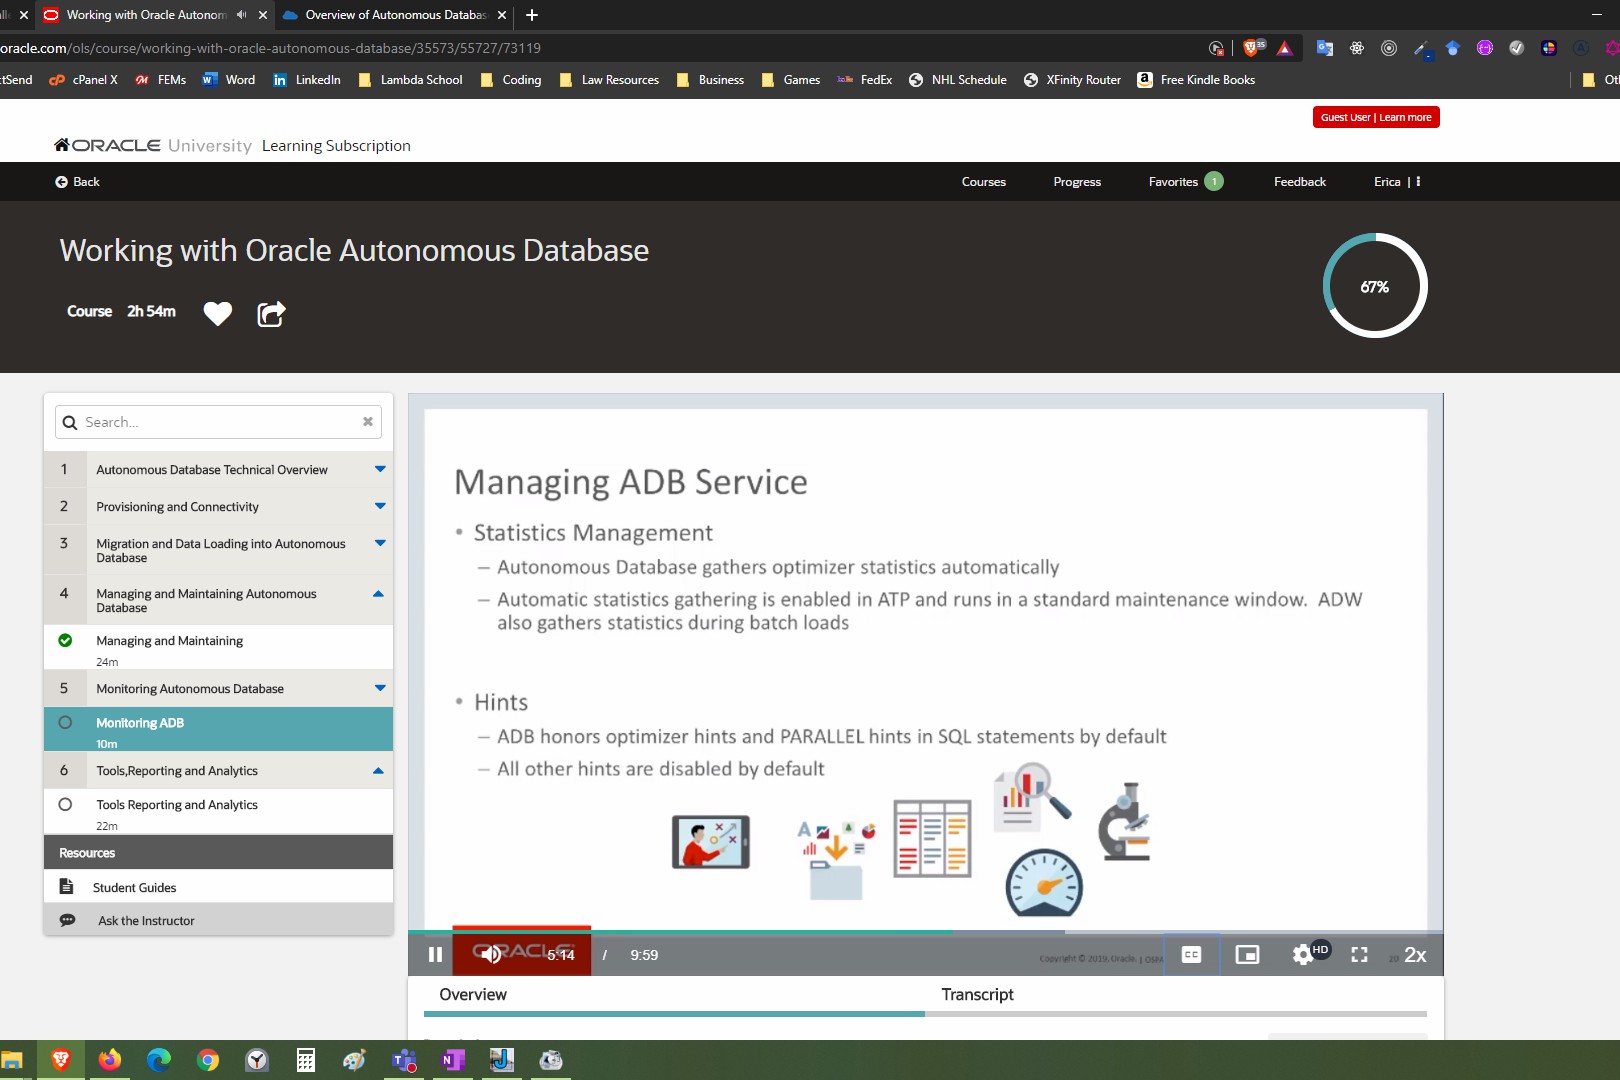 Working with Oracle Autonom
Overview of Autonomous Databas
oracle.com/ols/course/working-with-oracle-autonomous-database/35573/55727/73119
35
tSend
cPanel X
FEMs
Word
LinkedIn
Lambda School
Coding
Law Resources
Business
Games
FedEx
NHL Schedule
XFinity Router
Free Kindle Books
Guest User | Learn more
ORACLE University Learning Subscription
Back
Courses
Progress
Favorites 1
Feedback
Erica |
Working with Oracle Autonomous Database
Course 2h 54m
67%
Search...
1 Autonomous Database Technical Overview
2 Provisioning and Connectivity
3 Migration and Data Loading into Autonomous
Database
4 Managing and Maintaining Autonomous
Database
Managing and Maintaining
24m
5 Monitoring Autonomous Database
Monitoring ADB
10m
6 Tools,Reporting and Analytics
Tools Reporting and Analytics
22m
Resources
Student Guides
Ask the Instructor
Managing ADB Service
• Statistics Management
– Autonomous Database gathers optimizer statistics automatically
– Automatic statistics gathering is enabled in ATP and runs in a standard maintenance window. ADW
also gathers statistics during batch loads
• Hints
– ADB honors optimizer hints and PARALLEL hints in SQL statements by default
– All other hints are disabled by default
ORACLE
5:14 / 9:59
Copyright © 2019, Oracle. |
CC
HD
20
2x
Overview
Transcript